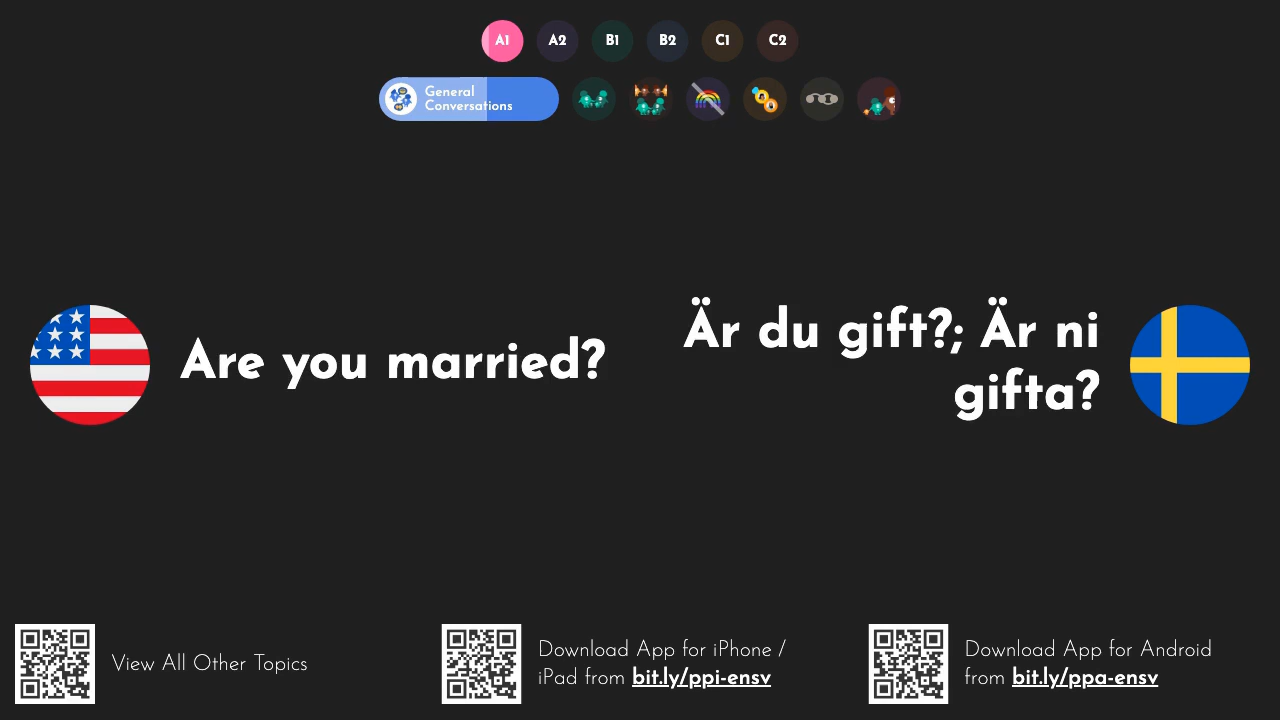 A1 A2 B1 B2 C1 C2
General
Conversations
Are you married?
Är du gift?; Är ni
gifta?
View All Other Topics
Download App for iPhone /
iPad from bit.ly/ppi-ensv
Download App for Android
from bit.ly/ppa-ensv